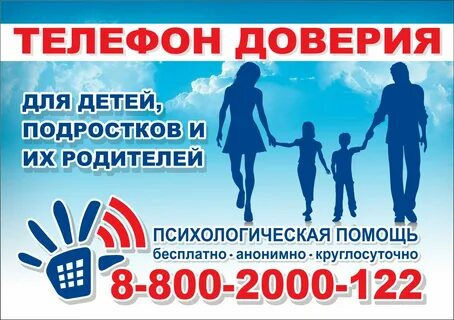 ТЕЛЕФОН ДОВЕРИЯ
ДЛЯ ДЕТЕЙ,
ПОДРОСТКОВ И
ИХ РОДИТЕЛЕЙ
ПСИХОЛОГИЧЕСКАЯ ПОМОЩЬ
бесплатно · анонимно · круглосуточно
8-800-2000-122